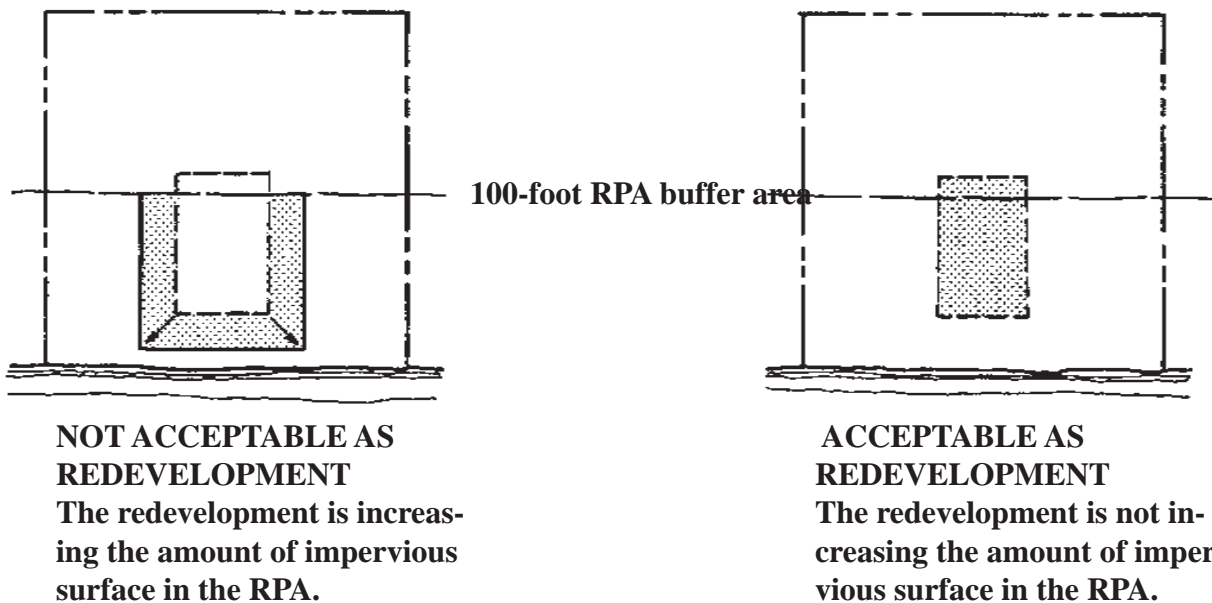 100-foot RPA buffer area
NOT ACCEPTABLE AS
REDEVELOPMENT
The redevelopment is increas-
ing the amount of impervious
surface in the RPA.
ACCEPTABLE AS
REDEVELOPMENT
The redevelopment is not in-
creasing the amount of imper
vious surface in the RPA.